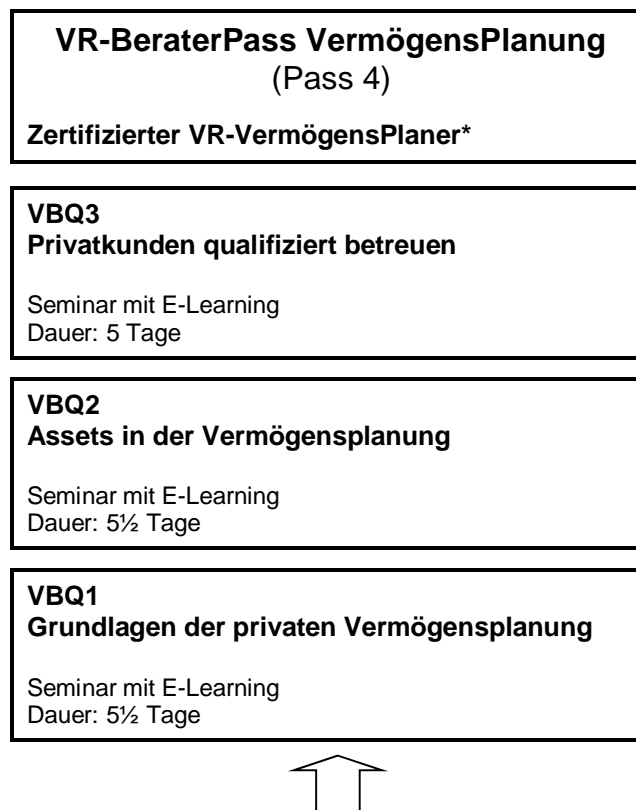 VR-BeraterPass VermögensPlanung
(Pass 4)
Zertifizierter VR-VermögensPlaner*
VBQ3
Privatkunden qualifiziert betreuen
Seminar mit E-Learning
Dauer: 5 Tage
VBQ2
Assets in der Vermögensplanung
Seminar mit E-Learning
Dauer: 5½ Tage
VBQ1
Grundlagen der privaten Vermögensplanung
Seminar mit E-Learning
Dauer: 5½ Tage